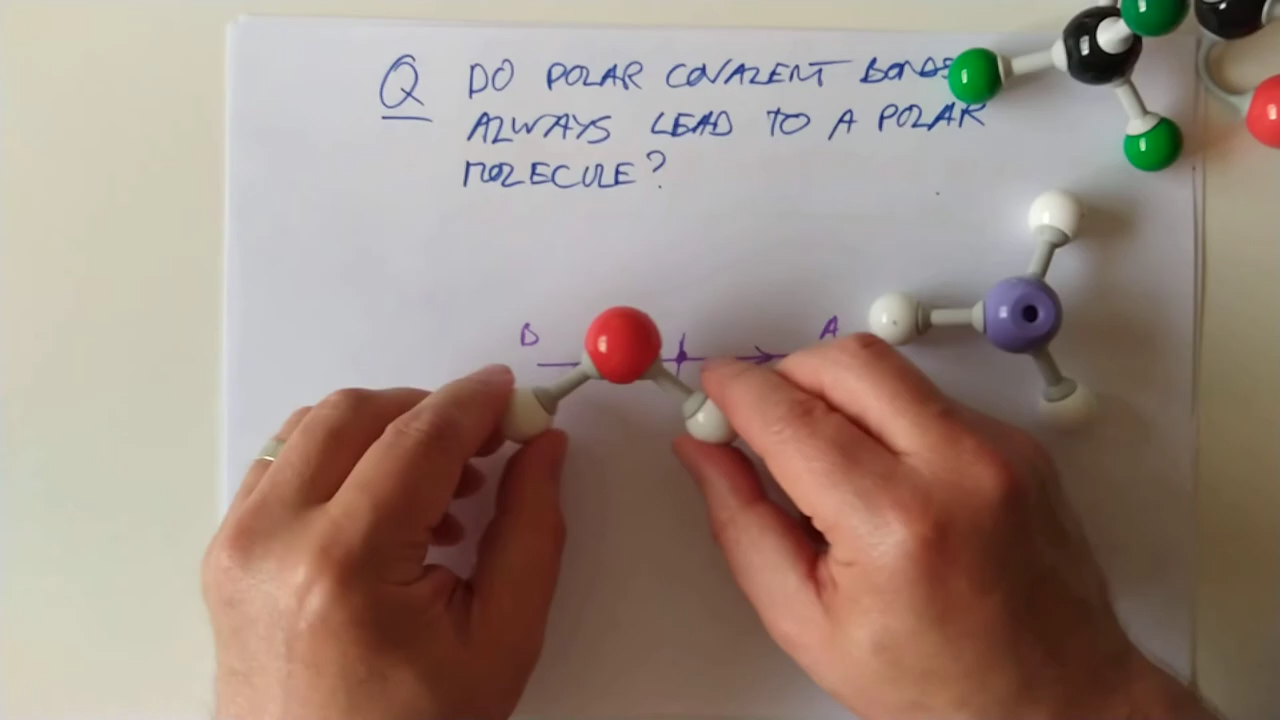 Q DO POLAR COVALENT BONDS
ALWAYS LEAD TO A POLAR
MOLECULE?
B A